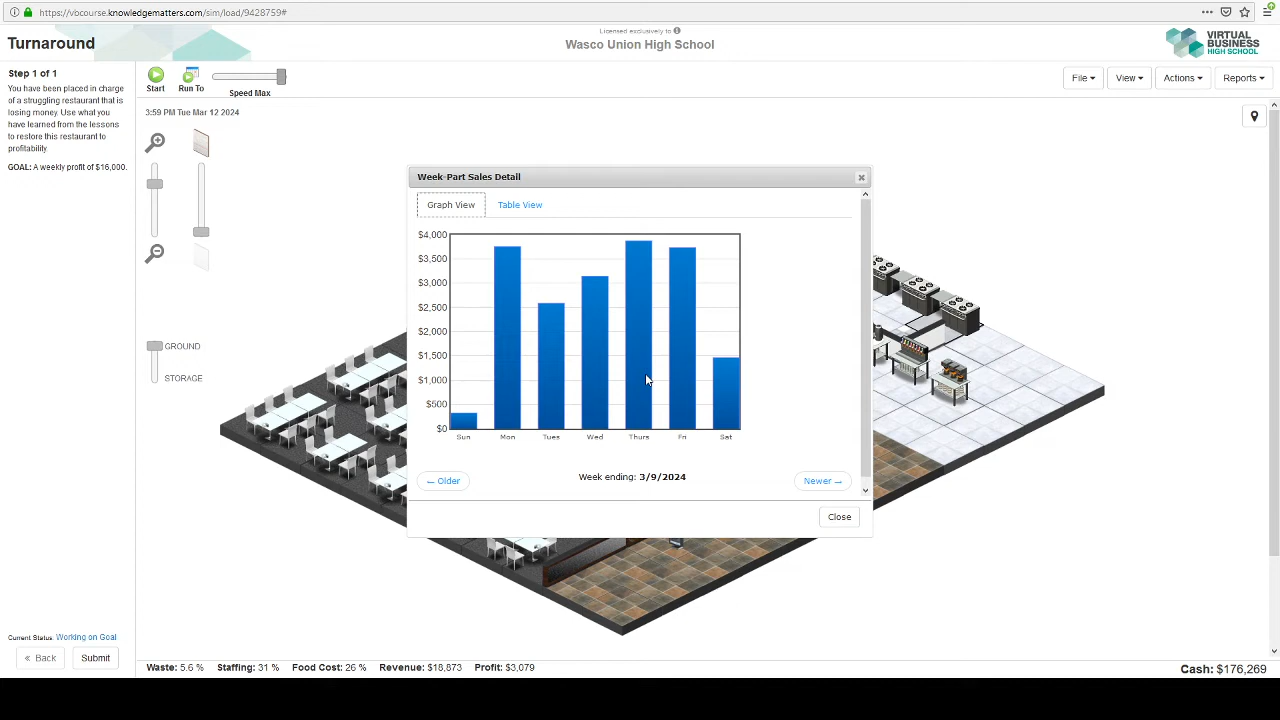 https://vbcourse.knowledgematters.com/sim/load/9428759#
Turnaround
Licensed exclusively to
Wasco Union High School
VIRTUAL
BUSINESS
HIGH SCHOOL
Step 1 of 1
You have been placed in charge
of a struggling restaurant that is
losing money. Use what you
have learned from the lessons
to restore this restaurant to
profitability.
GOAL: A weekly profit of $16,000.
Start
Run To
Speed Max
File
View
Actions
Reports
3:59 PM Tue Mar 12 2024
GROUND
STORAGE
Week-Part Sales Detail
Graph View
Table View
$4,000
$3,500
$3,000
$2,500
$2,000
$1,500
$1,000
$500
$0
Sun Mon Tues Wed Thurs Fri Sat
← Older
Week ending: 3/9/2024
Newer →
Close
Current Status: Working on Goal
« Back
Submit
Waste: 5.6 % Staffing: 31 % Food Cost: 26 % Revenue: $18,873 Profit: $3,079
Cash: $176,269